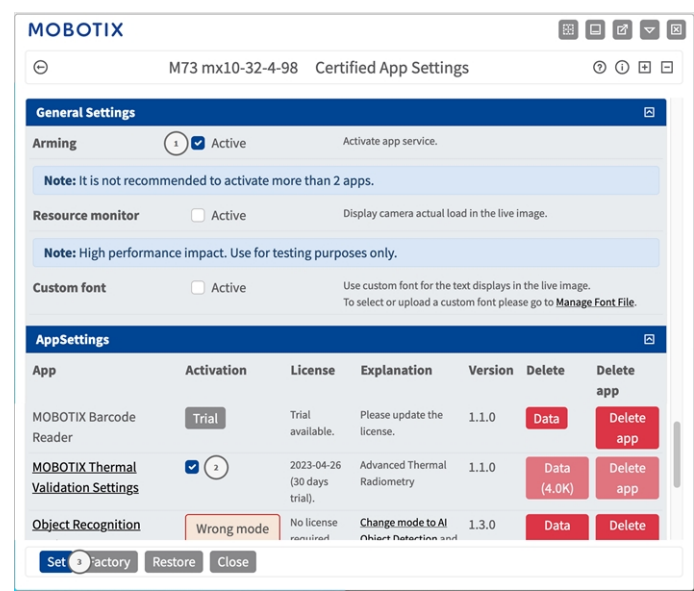 MOBOTIX
M73 mx10-32-4-98 Certified App Settings
General Settings
Arming 1 Active Activate app service.
Note: It is not recommended to activate more than 2 apps.
Resource monitor Active Display camera actual load in the live image.
Note: High performance impact. Use for testing purposes only.
Custom font Active Use custom font for the text displays in the live image.
To select or upload a custom font please go to Manage Font File.
AppSettings
App Activation License Explanation Version Delete Delete
app
MOBOTIX Barcode Trial Trial Please update the 1.1.0 Data Delete
Reader available. license. app
MOBOTIX Thermal 2 2023-04-26 Advanced Thermal 1.1.0 Data Delete
Validation Settings (30 days Radiometry (4.0K) app
trial).
Object Recognition Wrong mode No license Change mode to AI 1.3.0 Data Delete
required Object Detection and
Set 3 Factory Restore Close